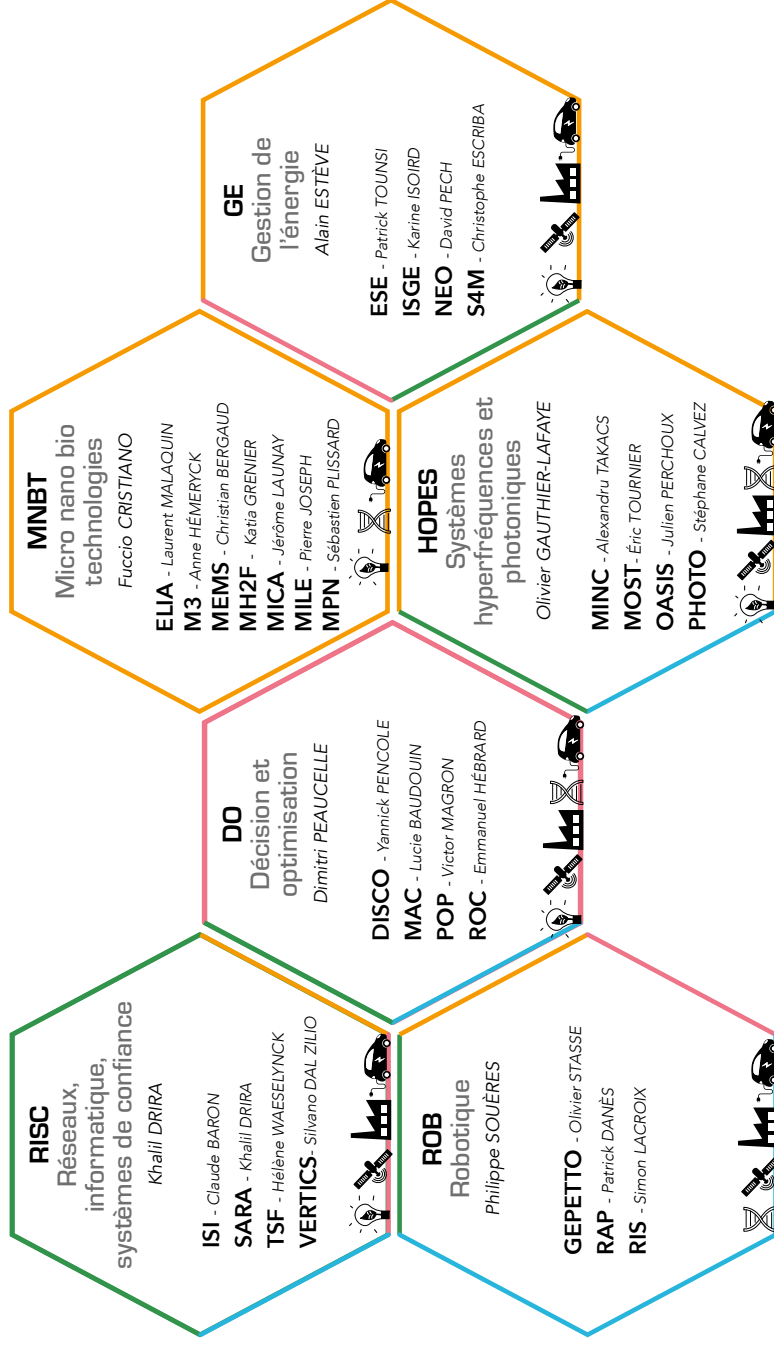 RISC
Réseaux,
informatique,
systèmes de confiance
Khalil DRIRA
ISI - Claude BARON
SARA - Khalil DRIRA
TSF - Hélène WAESELYNCK
VERTICS- Silvano DAL ZILIO
ROB
Robotique
Philippe SOUÈRES
GEPETTO - Olivier STASSE
RAP - Patrick DANÈS
RIS - Simon LACROIX
DO
Décision et
optimisation
Dimitri PEAUCELLE
DISCO - Yannick PENCOLE
MAC - Lucie BAUDOUIN
POP - Victor MAGRON
ROC - Emmanuel HÉBRARD
MNBT
Micro nano bio
technologies
Fuccio CRISTIANO
ELIA - Laurent MALAQUIN
M3 - Anne HÉMERYCK
MEMS - Christian BERGAUD
MH2F - Katia GRENIER
MICA - Jérôme LAUNAY
MILE - Pierre JOSEPH
MPN - Sébastien PLISSARD
HOPES
Systèmes
hyperfréquences et
photoniques
Olivier GAUTHIER-LAFAYE
MINC - Alexandru TAKACS
MOST- Éric TOURNIER
OASIS - Julien PERCHOUX
PHOTO - Stéphane CALVEZ
GE
Gestion de
l'énergie
Alain ESTÈVE
ESE - Patrick TOUNSI
ISGE - Karine ISOIRD
NEO - David PECH
S4M - Christophe ESCRIBA